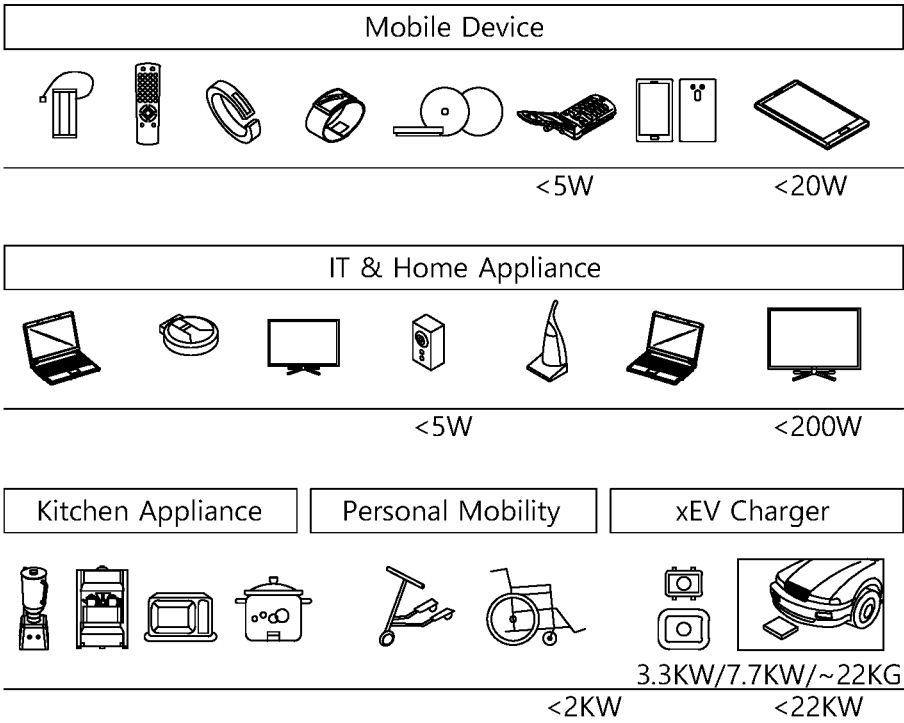 Mobile Device
<5W <20W
IT & Home Appliance
<5W <200W
Kitchen Appliance Personal Mobility xEV Charger
3.3KW/7.7KW/~22KG
<2KW <22KW